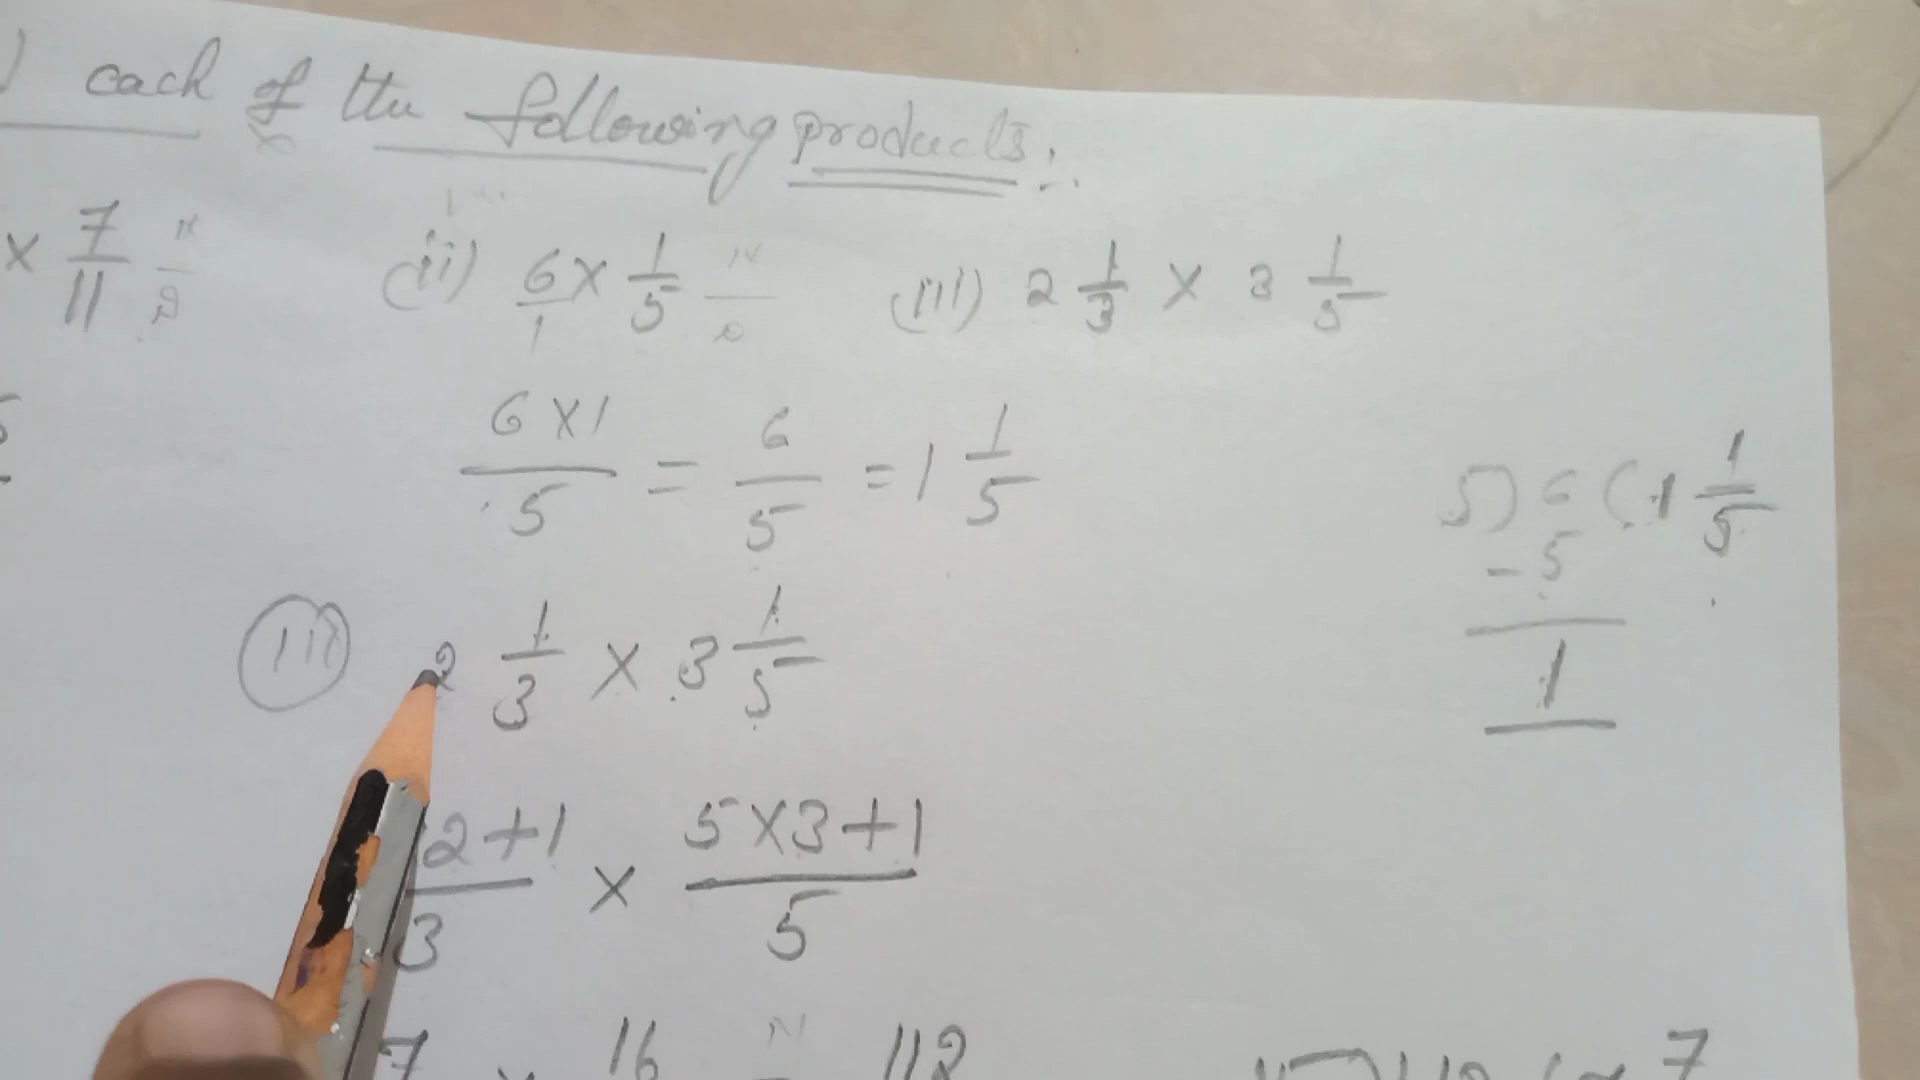 ) each of the following products:
x 7/11 N/D (ii) 6/1 x 1/5 N/D (iii) 2 1/3 x 3 1/5
6 x 1 / 5 = 6/5 = 1 1/5
5) 6 (1 1/5
- 5
1
(iii) 2 1/3 x 3 1/5
2 + 1 / 3 x 5 x 3 + 1 / 5
7 x 16 N = 112
7